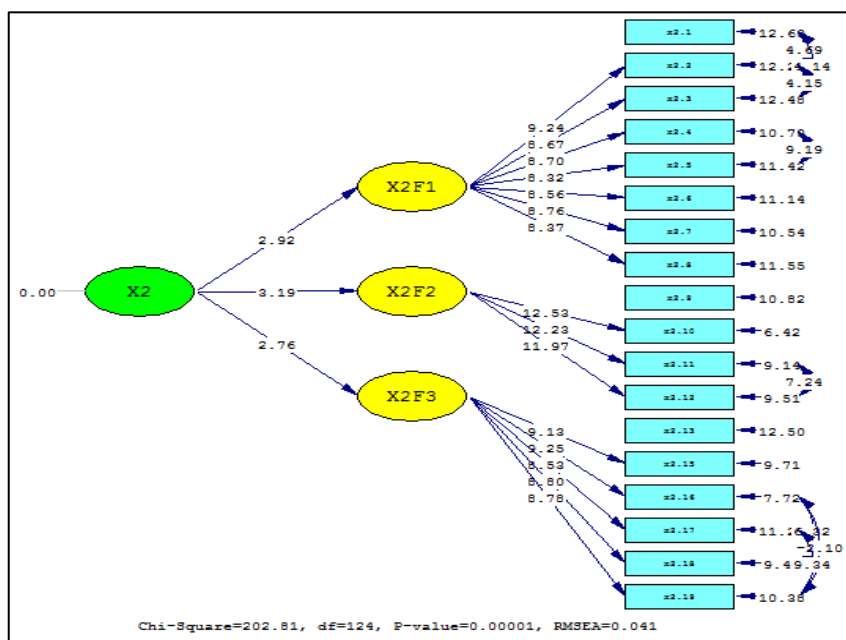 x2.1 12.60
4.69
x2.2
4.15
x2.3 12.48
9.24
8.67
x2.4 10.70
8.70
9.19
x2.5 11.42
8.32
X2F1
8.56
x2.6 11.14
8.76
x2.7 10.54
8.37
2.92
x2.8 11.55
0.00 X2 3.19 X2F2
x2.9 10.82
12.53
x2.10 6.42
12.23
11.97
2.76
x2.11 9.14
7.24
x2.12 9.51
X2F3
x2.13 12.50
9.13
9.25
x2.15 9.71
8.53
8.80
x2.16 7.72
8.78
x2.17
-2.10
x2.18
x2.19 10.38
Chi-Square=202.81, df=124, P-value=0.00001, RMSEA=0.041